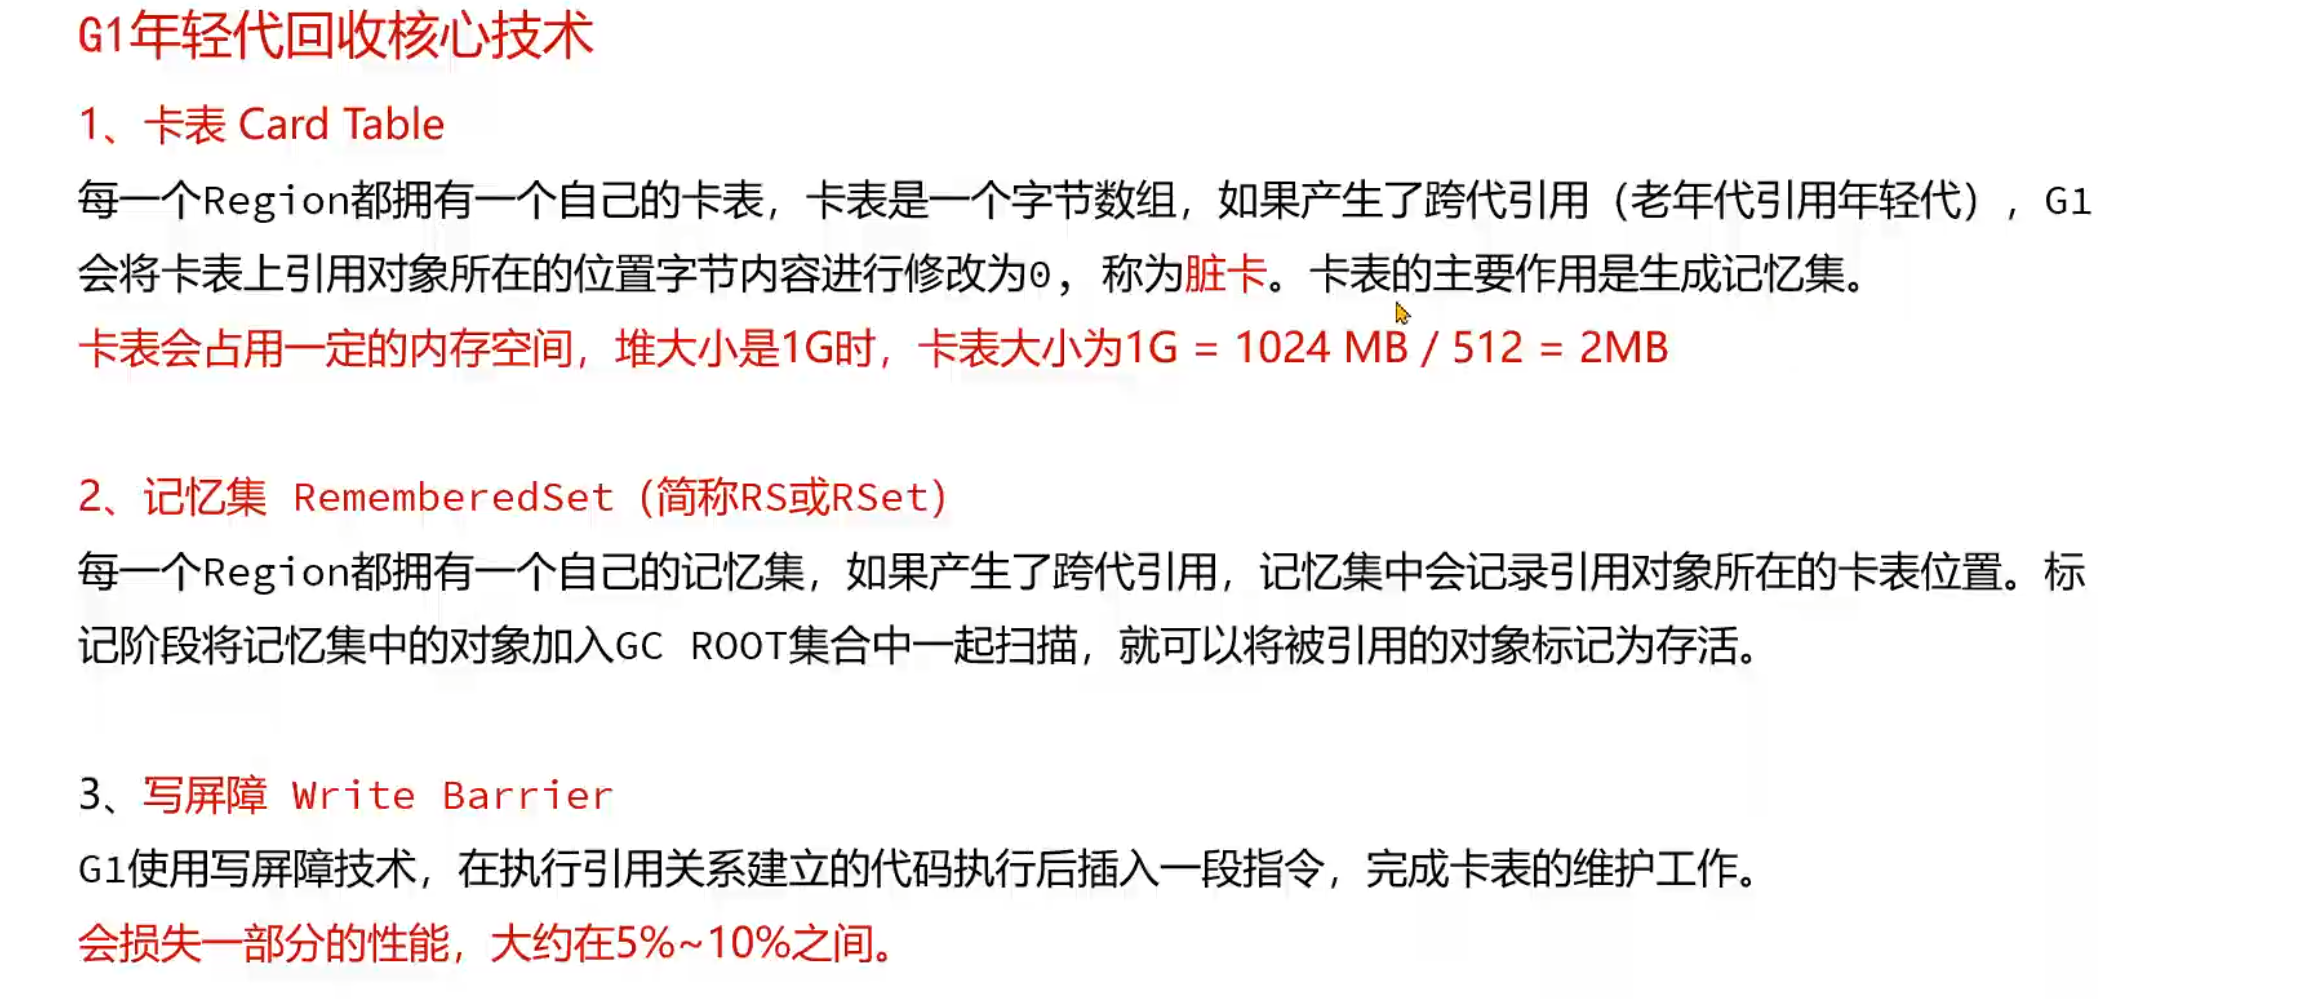 G1年轻代回收核心技术
1、卡表 Card Table
每一个Region都拥有一个自己的卡表，卡表是一个字节数组，如果产生了跨代引用（老年代引用年轻代），G1
会将卡表上引用对象所在的位置字节内容进行修改为0，称为脏卡。卡表的主要作用是生成记忆集。
卡表会占用一定的内存空间，堆大小是1G时，卡表大小为1G = 1024 MB / 512 = 2MB
2、记忆集 RememberedSet（简称RS或RSet）
每一个Region都拥有一个自己的记忆集，如果产生了跨代引用，记忆集中会记录引用对象所在的卡表位置。标
记阶段将记忆集中的对象加入GC ROOT集合中一起扫描，就可以将被引用的对象标记为存活。
3、写屏障 Write Barrier
G1使用写屏障技术，在执行引用关系建立的代码执行后插入一段指令，完成卡表的维护工作。
会损失一部分的性能，大约在5%~10%之间。